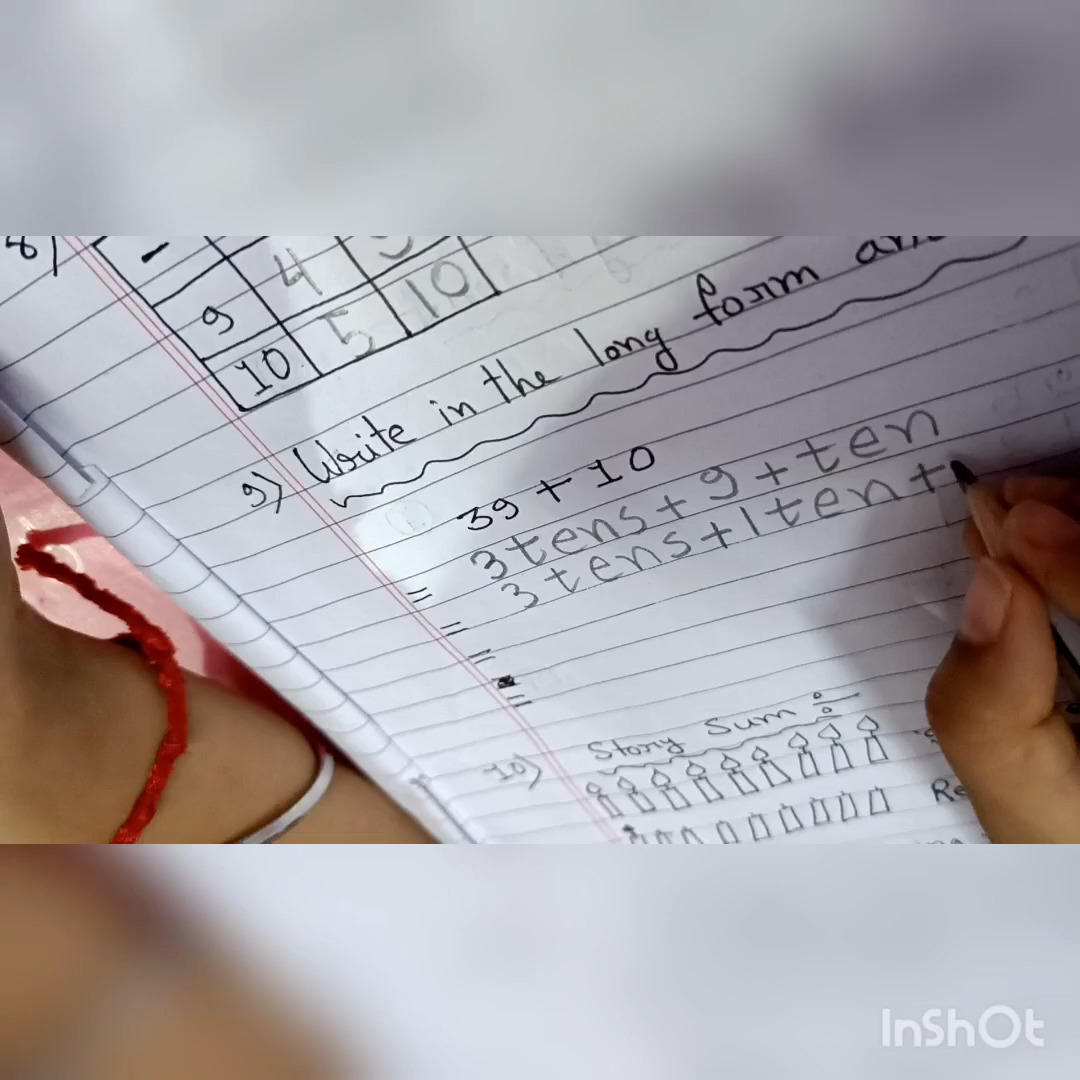 8)
-
9 4
10 5 10
9) Write in the long form and
39 + 10
= 3 tens + 9 + ten
= 3 tens + 1 ten +
=
=
10) Story Sum ÷
InShOt